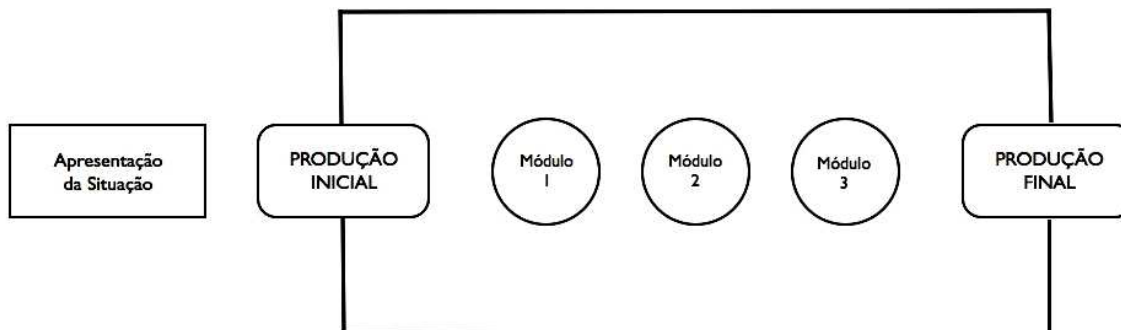 Apresentação
da Situação
PRODUÇÃO
INICIAL
Módulo
1
Módulo
2
Módulo
3
PRODUÇÃO
FINAL